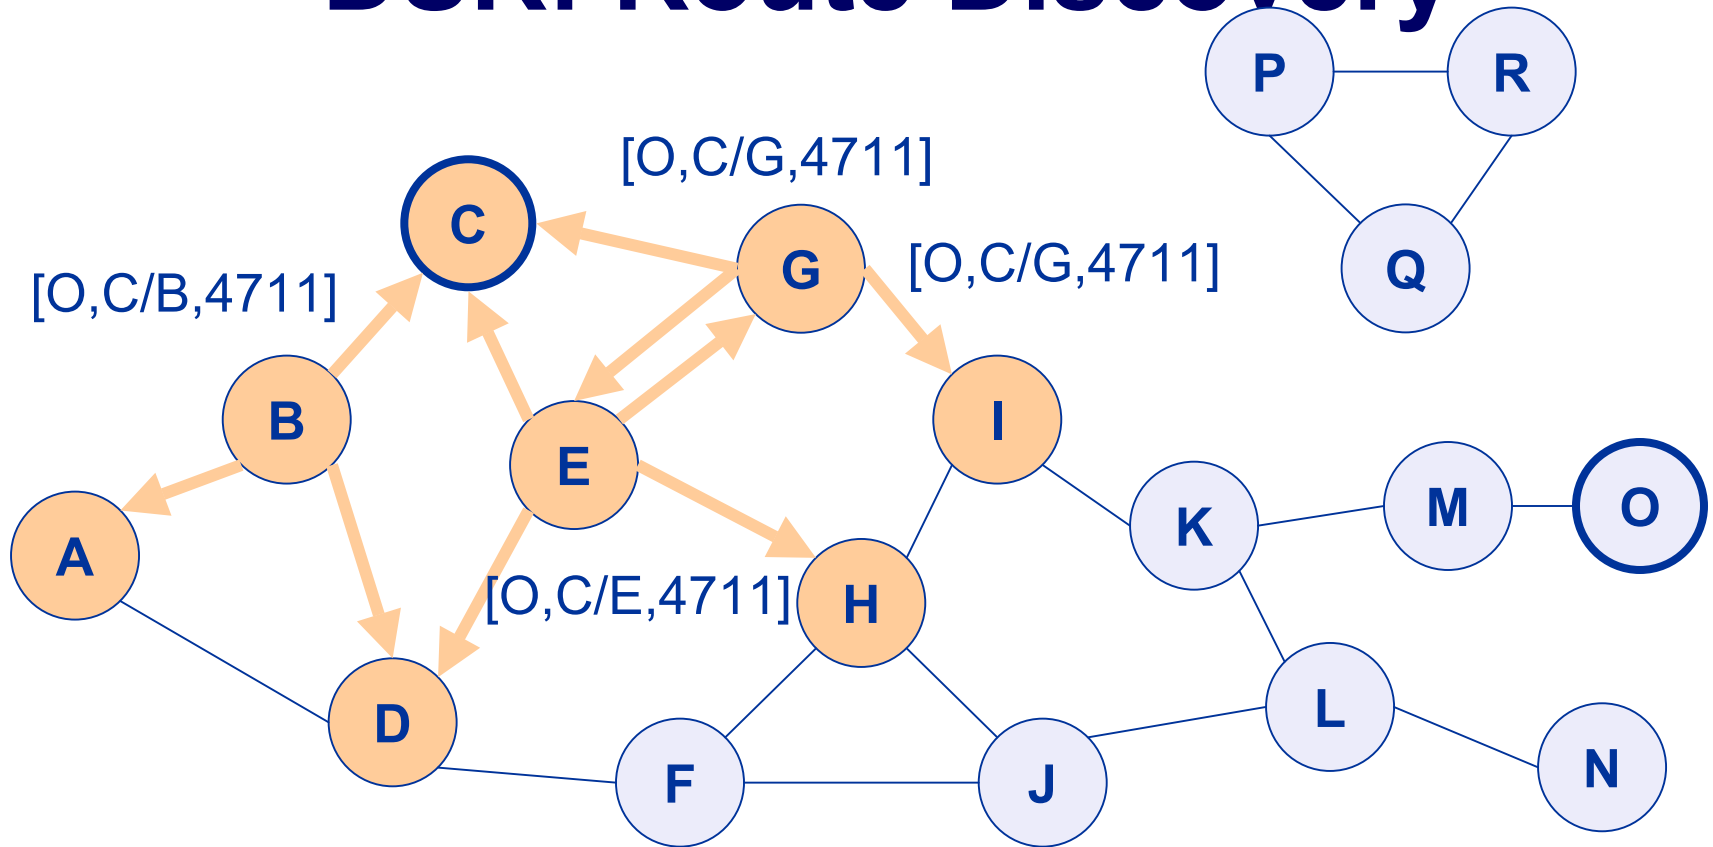 P
R
[O,C/G,4711]
C
G
[O,C/G,4711]
Q
[O,C/B,4711]
B
I
E
M
O
K
A
[O,C/E,4711]
H
D
L
F
J
N